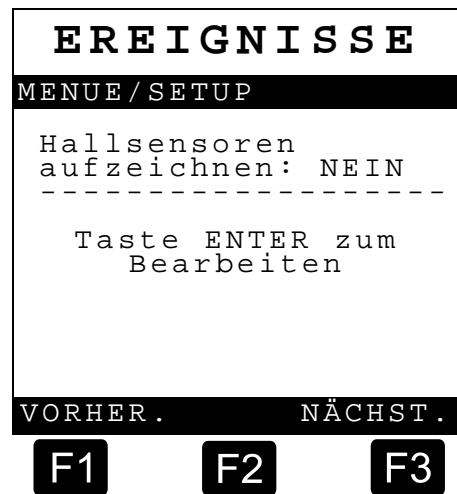 EREIGNISSE
MENUE/SETUP
Hallsensoren
aufzeichnen: NEIN
-------------------
Taste ENTER zum
Bearbeiten
VORHER. NÄCHST.
F1 F2 F3